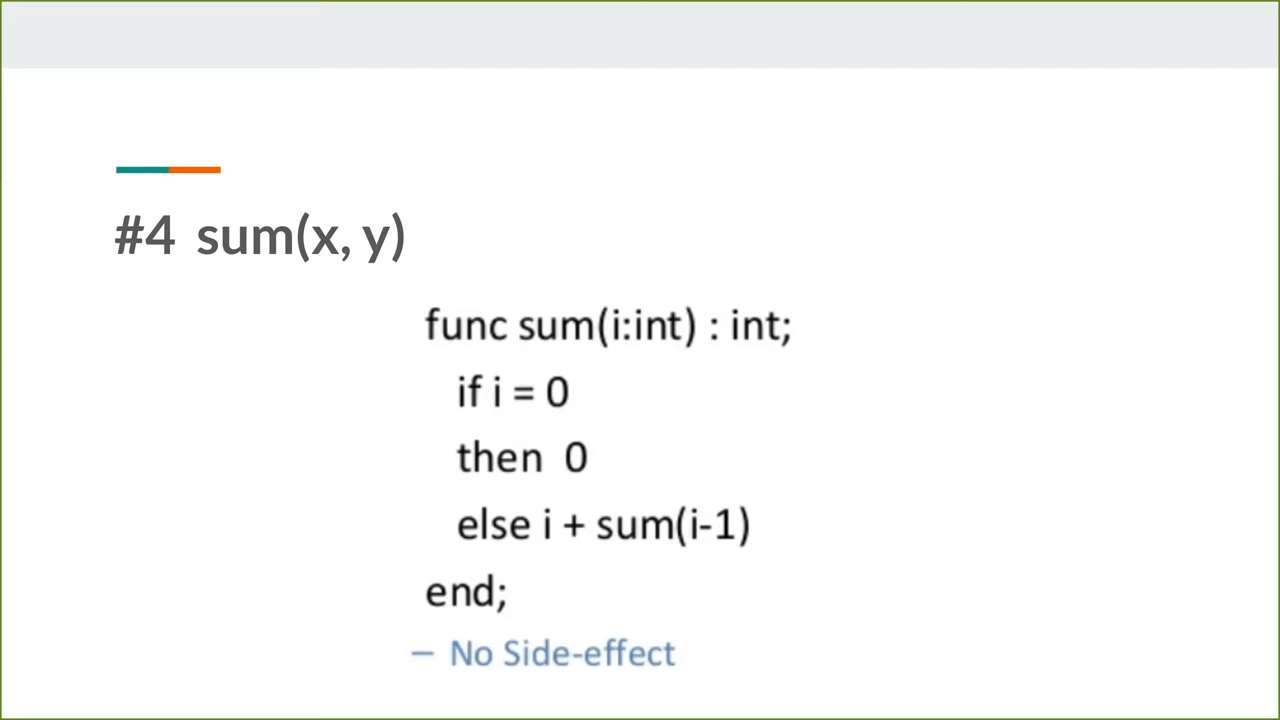 #4 sum(x, y)
func sum(i:int) : int;
if i = 0
then 0
else i + sum(i-1)
end;
– No Side-effect